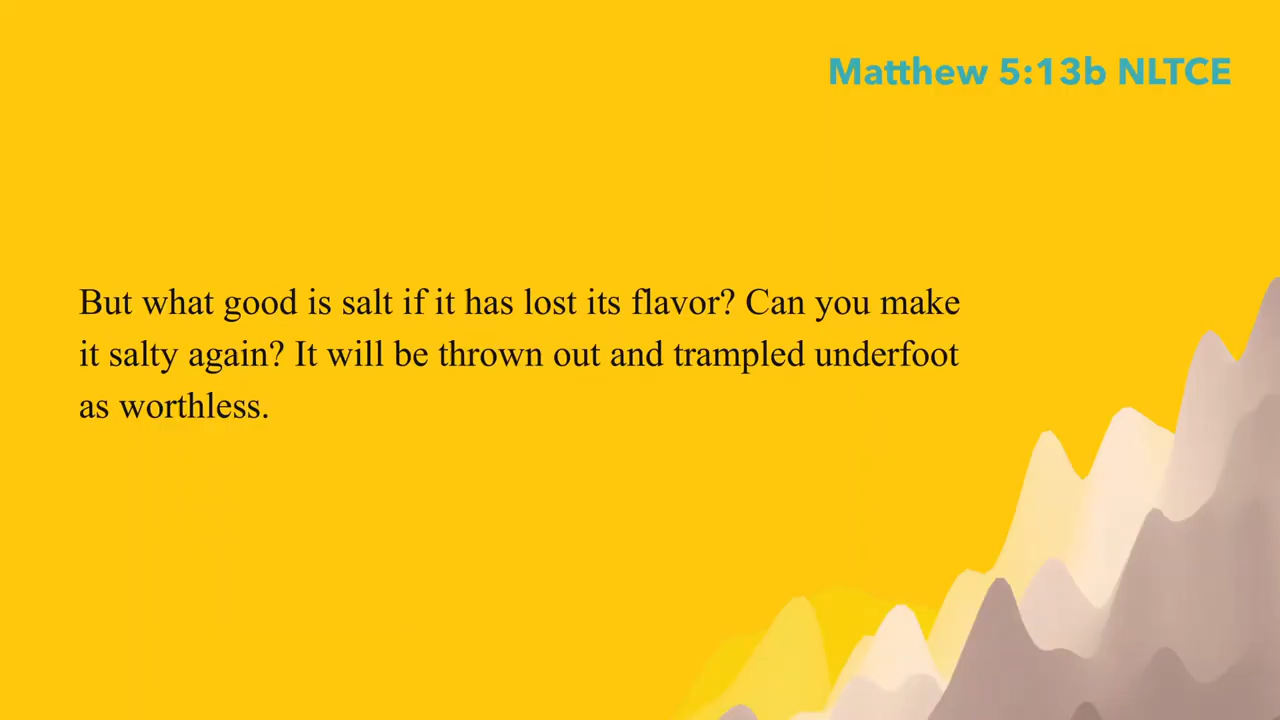 Matthew 5:13b NLTCE
But what good is salt if it has lost its flavor? Can you make
it salty again? It will be thrown out and trampled underfoot
as worthless.